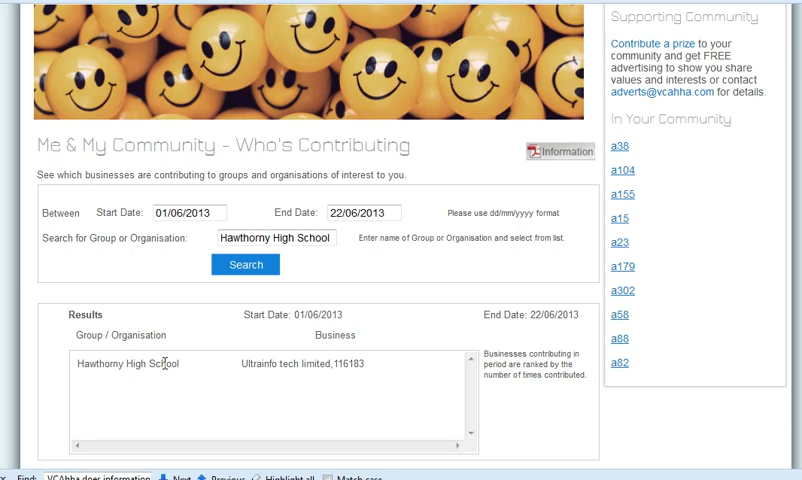 Supporting Community
Contribute a prize to your
community and get FREE
advertising to show you share
values and interests or contact
adverts@vcahha.com for details.
In Your Community
a38
a104
a155
a15
a23
a179
a302
a58
a88
a82
Me & My Community - Who's Contributing
Information
See which businesses are contributing to groups and organisations of interest to you.
Between Start Date: 01/06/2013 End Date: 22/06/2013 Please use dd/mm/yyyy format
Search for Group or Organisation: Hawthorny High School Enter name of Group or Organisation and select from list.
Search
Results Start Date: 01/06/2013 End Date: 22/06/2013
Group / Organisation Business
Hawthorny High School Ultrainfo tech limited,116183
Businesses contributing in
period are ranked by the
number of times contributed.
x Find: VCAhha does information Next Previous Highlight all Match case